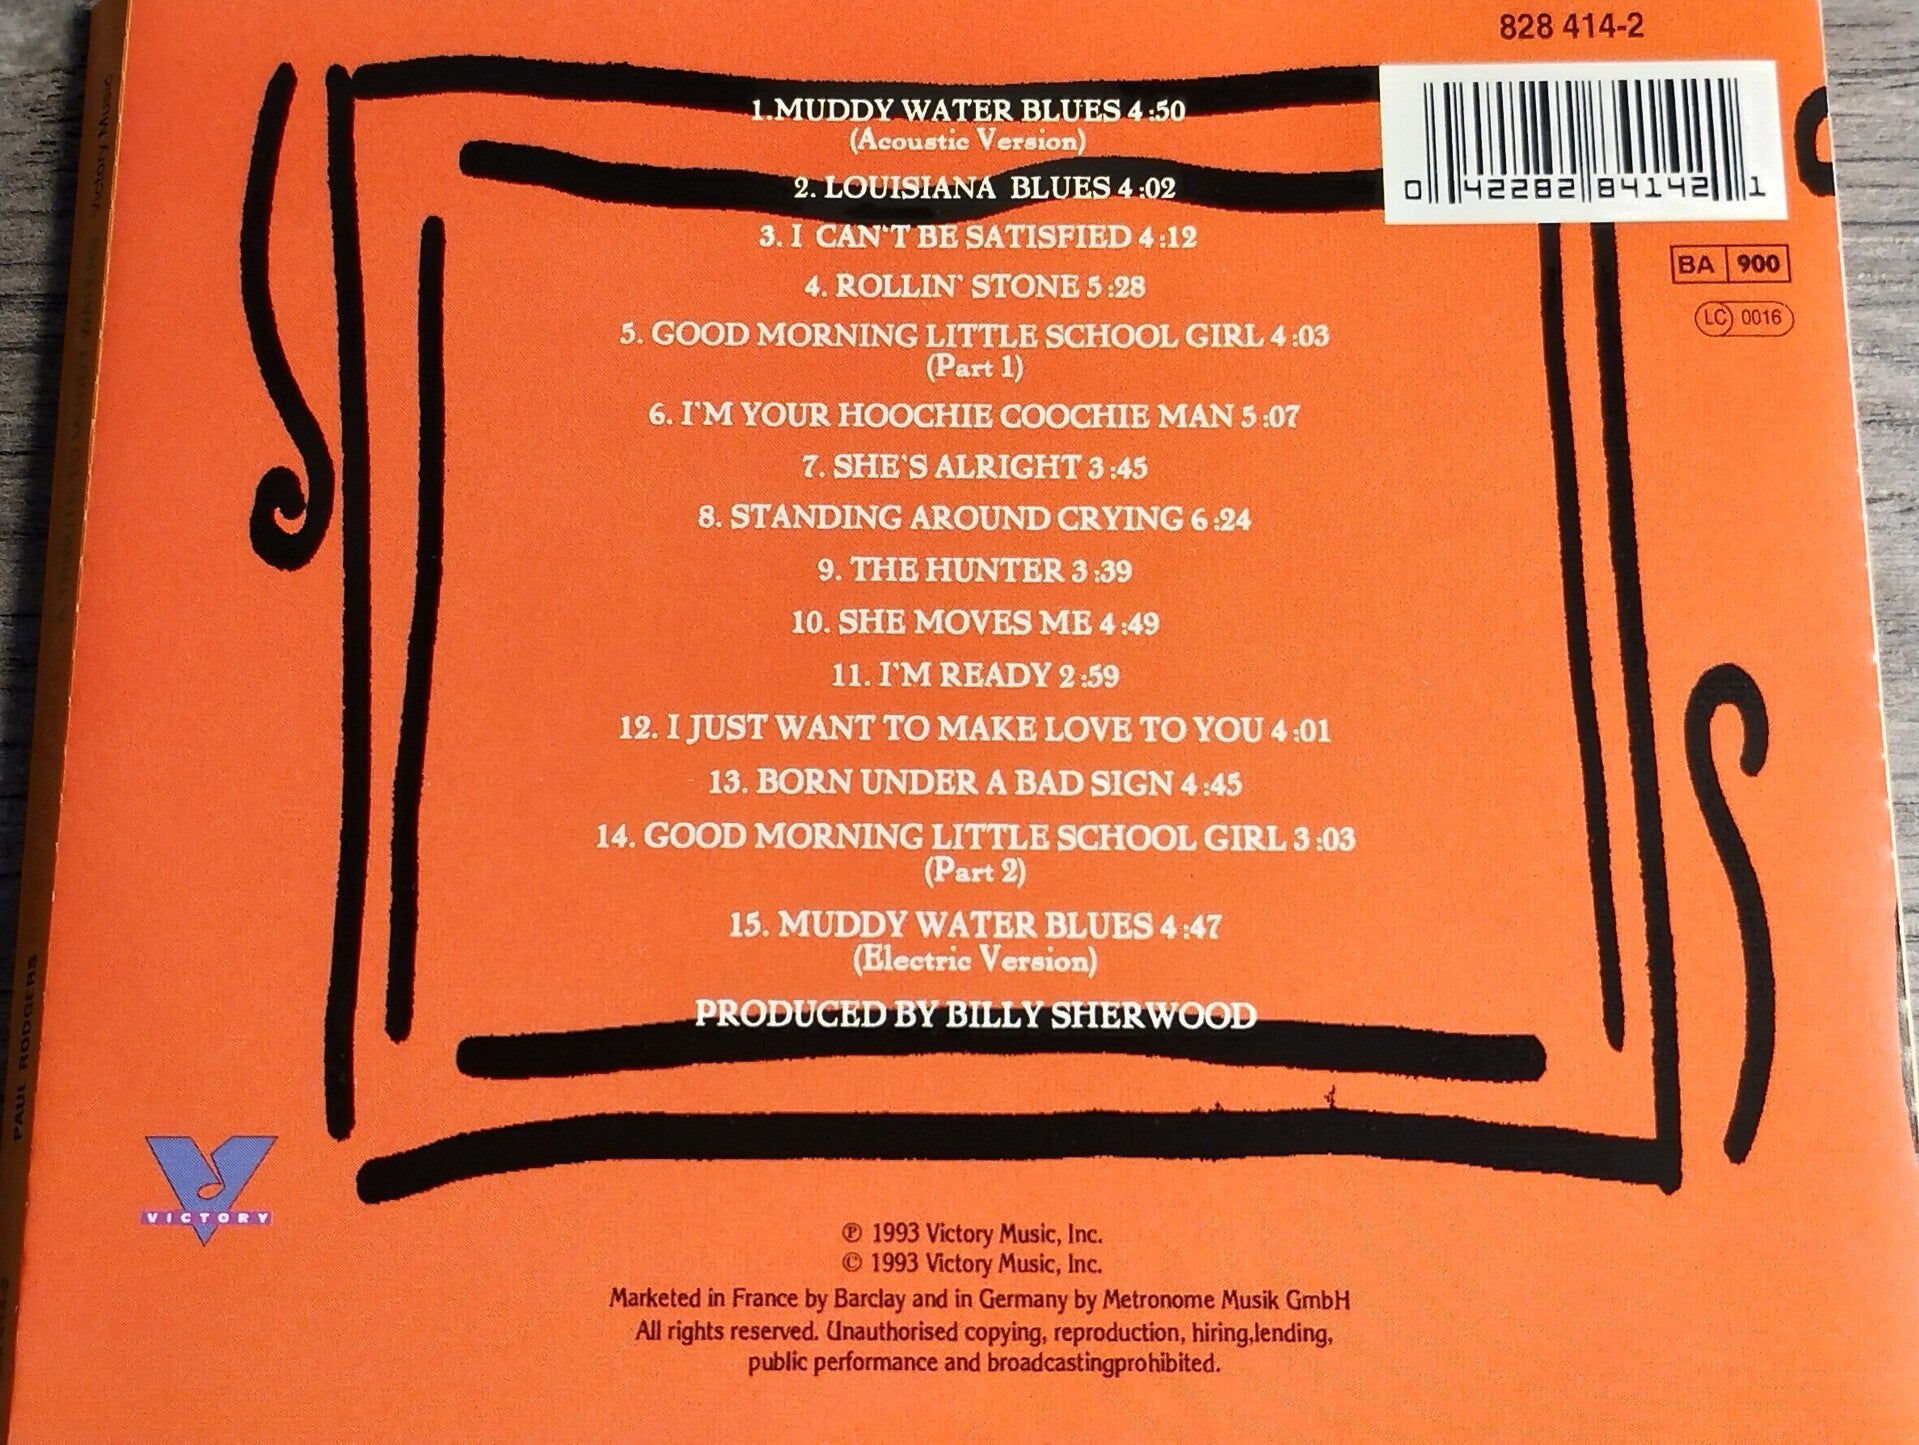 828 414-2
1.MUDDY WATER BLUES 4:50
(Acoustic Version)
2. LOUISIANA BLUES 4:02
3. I CAN'T BE SATISFIED 4:12
4. ROLLIN' STONE 5:28
5. GOOD MORNING LITTLE SCHOOL GIRL 4:03
(Part 1)
6. I'M YOUR HOOCHIE COOCHIE MAN 5:07
7. SHE'S ALRIGHT 3:45
8. STANDING AROUND CRYING 6:24
9. THE HUNTER 3:39
10. SHE MOVES ME 4:49
11. I'M READY 2:59
12. I JUST WANT TO MAKE LOVE TO YOU 4:01
13. BORN UNDER A BAD SIGN 4:45
14. GOOD MORNING LITTLE SCHOOL GIRL 3:03
(Part 2)
15. MUDDY WATER BLUES 4:47
(Electric Version)
PRODUCED BY BILLY SHERWOOD
0 42282 84142 1
BA 900
LC 0016
VICTORY
℗ 1993 Victory Music, Inc.
© 1993 Victory Music, Inc.
Marketed in France by Barclay and in Germany by Metronome Musik GmbH
All rights reserved. Unauthorised copying, reproduction, hiring,lending,
public performance and broadcastingprohibited.
PAUL RODGERS
A TRIBUTE TO MUDDY WATERS
Victory Music